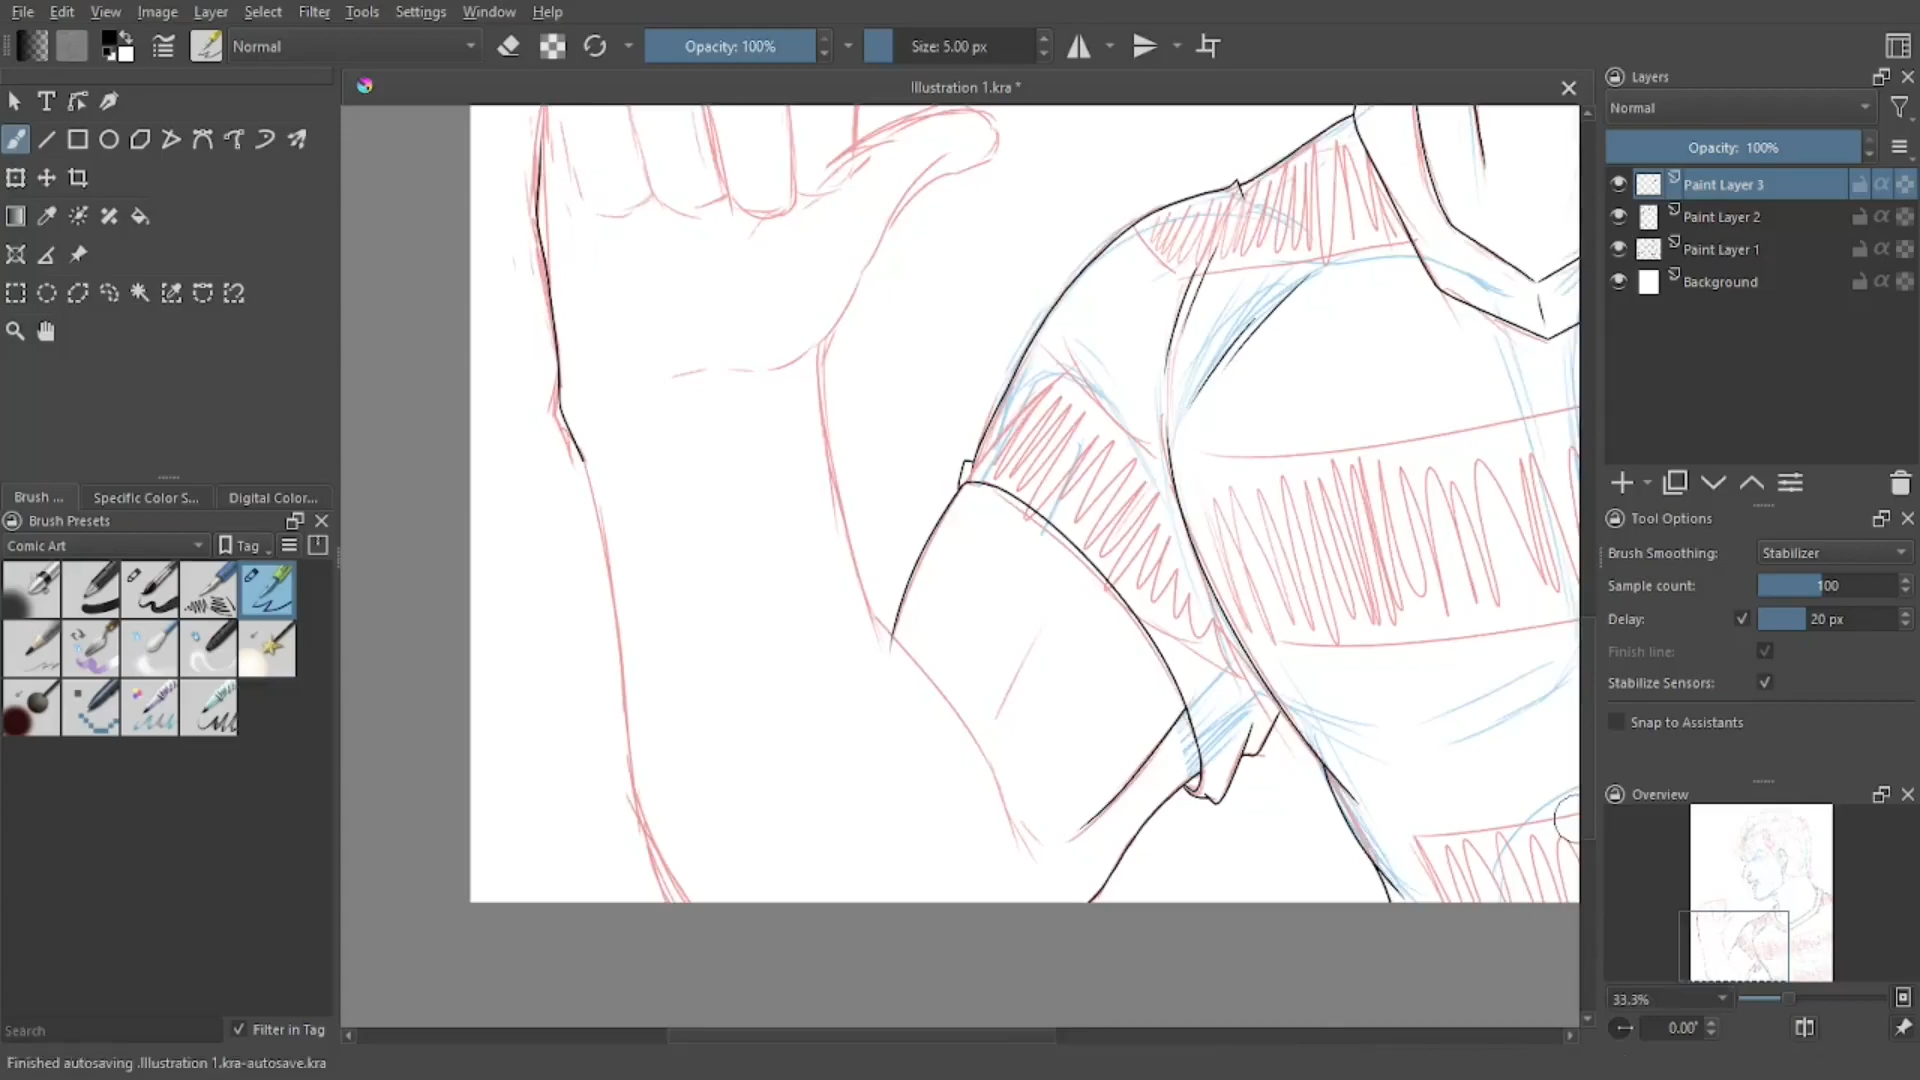 File Edit View Image Layer Select Filter Tools Settings Window Help
Normal
Opacity: 100%
Size: 5.00 px
Illustration 1.kra *
Layers
Normal
Opacity: 100%
Paint Layer 3
Paint Layer 2
Paint Layer 1
Background
Brush ...
Specific Color S...
Digital Color...
Brush Presets
Comic Art
Tag
Tool Options
Brush Smoothing: Stabilizer
Sample count: 100
Delay: 20 px
Finish line:
Stabilize Sensors:
Snap to Assistants
Overview
33.3%
0.00°
Search
Filter in Tag
Finished autosaving .Illustration 1.kra-autosave.kra